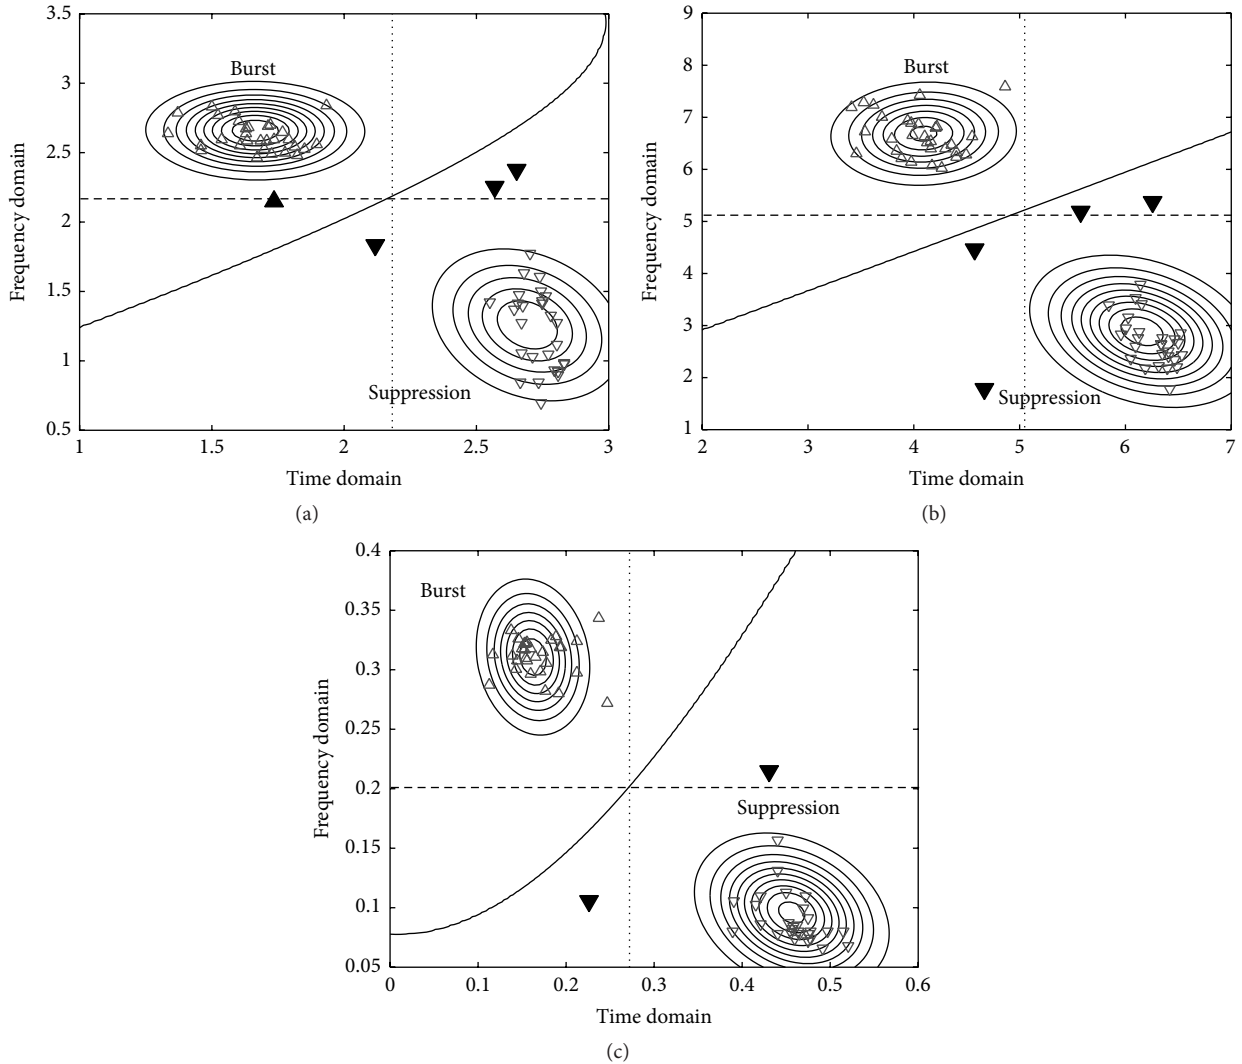 3.5
3
2.5
2
1.5
1
0.5
Frequency domain
Burst
Suppression
1
1.5
2
2.5
3
Time domain
(a)
9
8
7
6
5
4
3
2
1
Frequency domain
Burst
Suppression
2
3
4
5
6
7
Time domain
(b)
0.4
0.35
0.3
0.25
0.2
0.15
0.1
0.05
Frequency domain
Burst
Suppression
0
0.1
0.2
0.3
0.4
0.5
0.6
Time domain
(c)